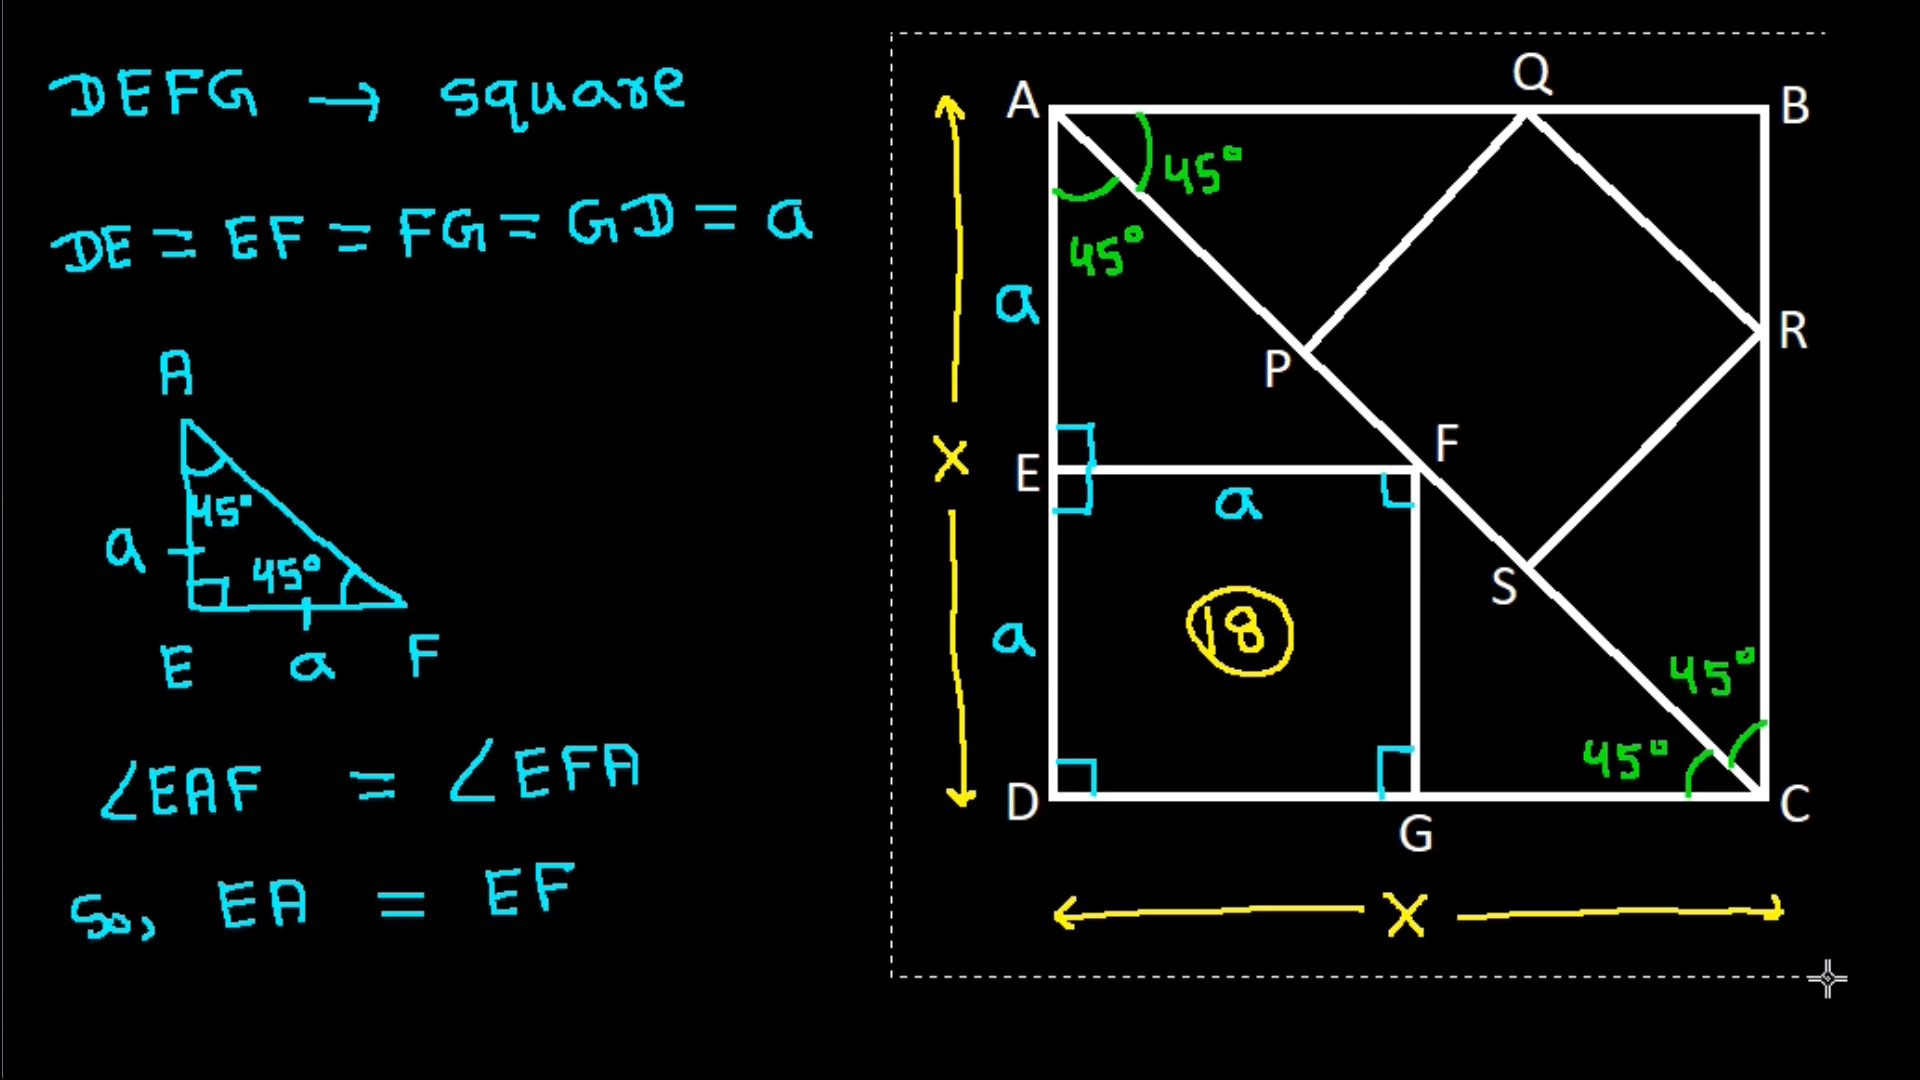 DEFG → square
DE = EF = FG = GD = a
A
45°
a
45°
E
a
F
∠EAF = ∠EFA
So, EA = EF
Q
A
B
45°
45°
a
R
P
F
X
E
a
S
a
18
45°
45°
D
C
G
X